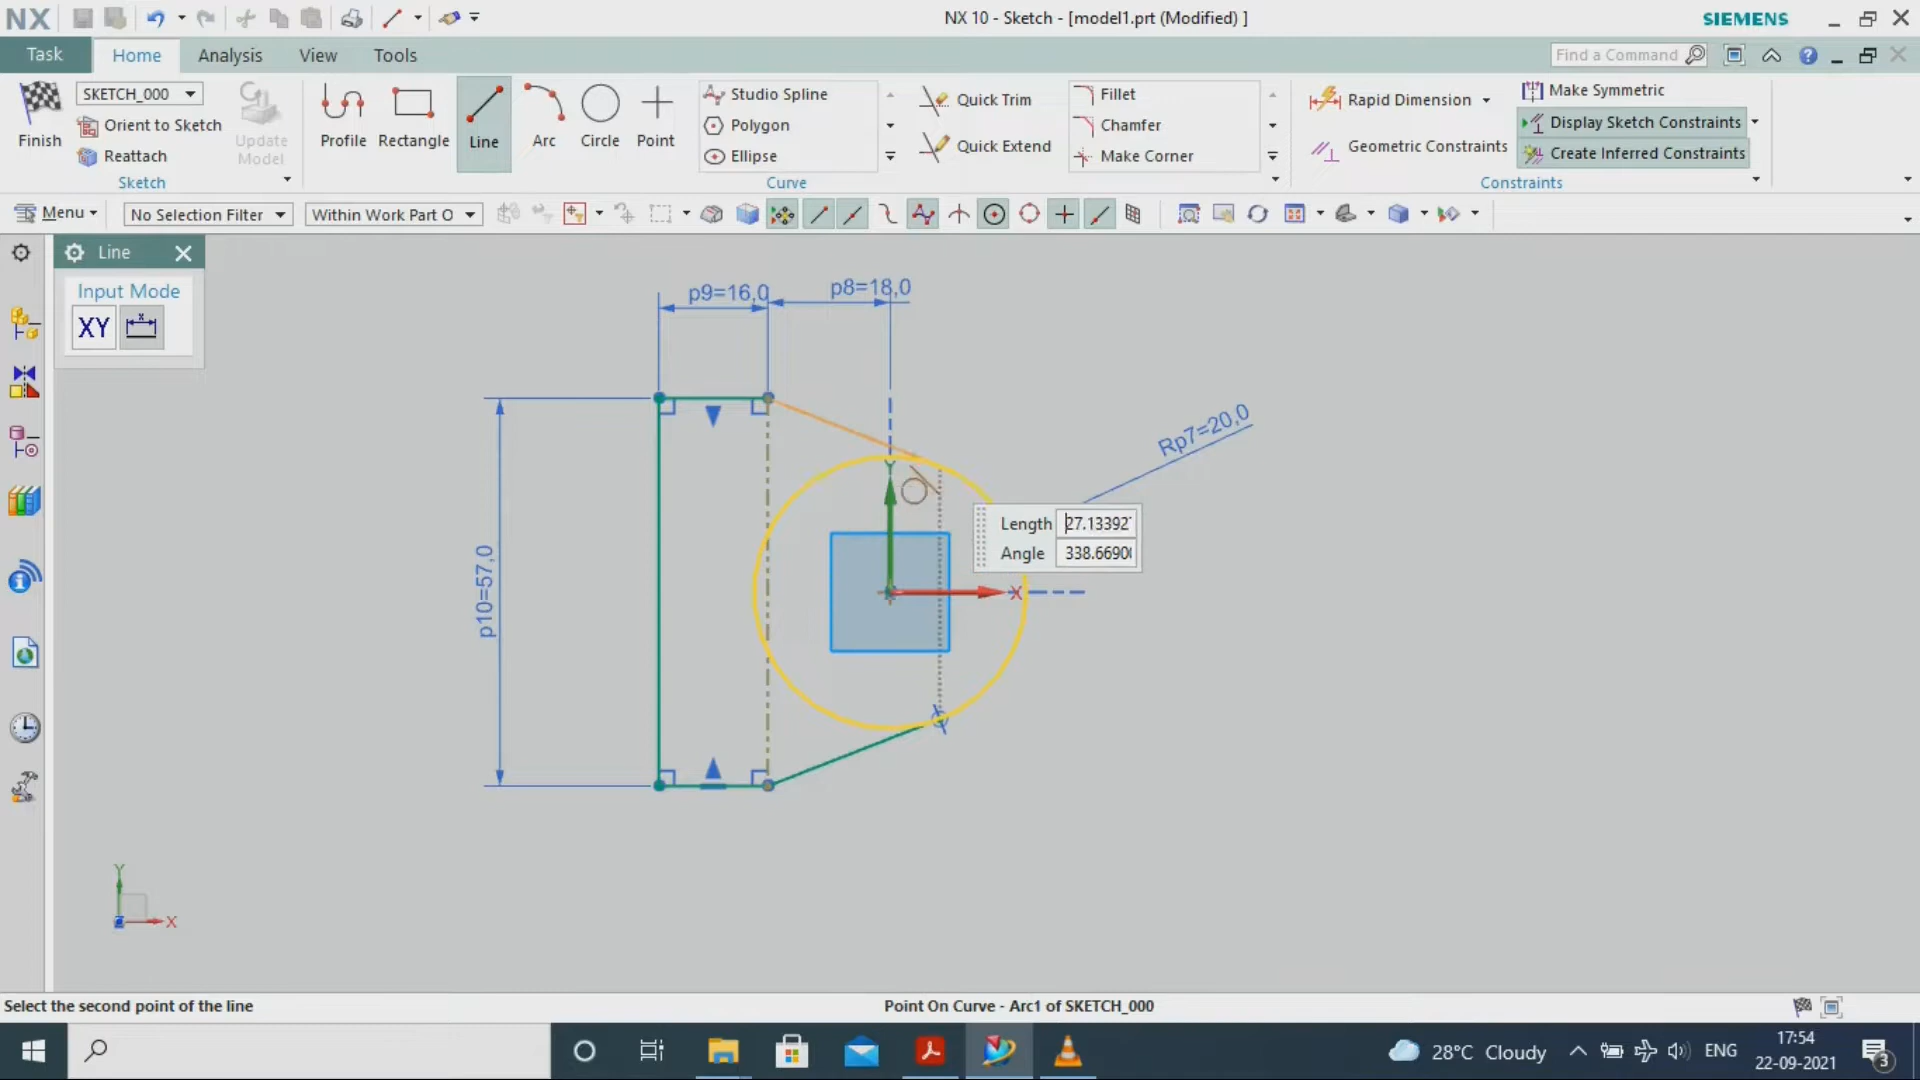 NX
NX 10 - Sketch - [model1.prt (Modified) ]
SIEMENS
Task
Home
Analysis
View
Tools
Find a Command
Finish
SKETCH_000
Orient to Sketch
Reattach
Update
Model
Sketch
Profile
Rectangle
Line
Arc
Circle
Point
Studio Spline
Polygon
Ellipse
Curve
Quick Trim
Quick Extend
Fillet
Chamfer
Make Corner
Rapid Dimension
Geometric Constraints
Make Symmetric
Display Sketch Constraints
Create Inferred Constraints
Constraints
Menu
No Selection Filter
Within Work Part O
Line
Input Mode
XY
p9=16,0
p8=18,0
Rp7=20,0
p10=57,0
Length 27.13392
Angle 338.6690
Y
X
Y
X
Select the second point of the line
Point On Curve - Arc1 of SKETCH_000
28°C Cloudy
ENG
17:54
22-09-2021
3